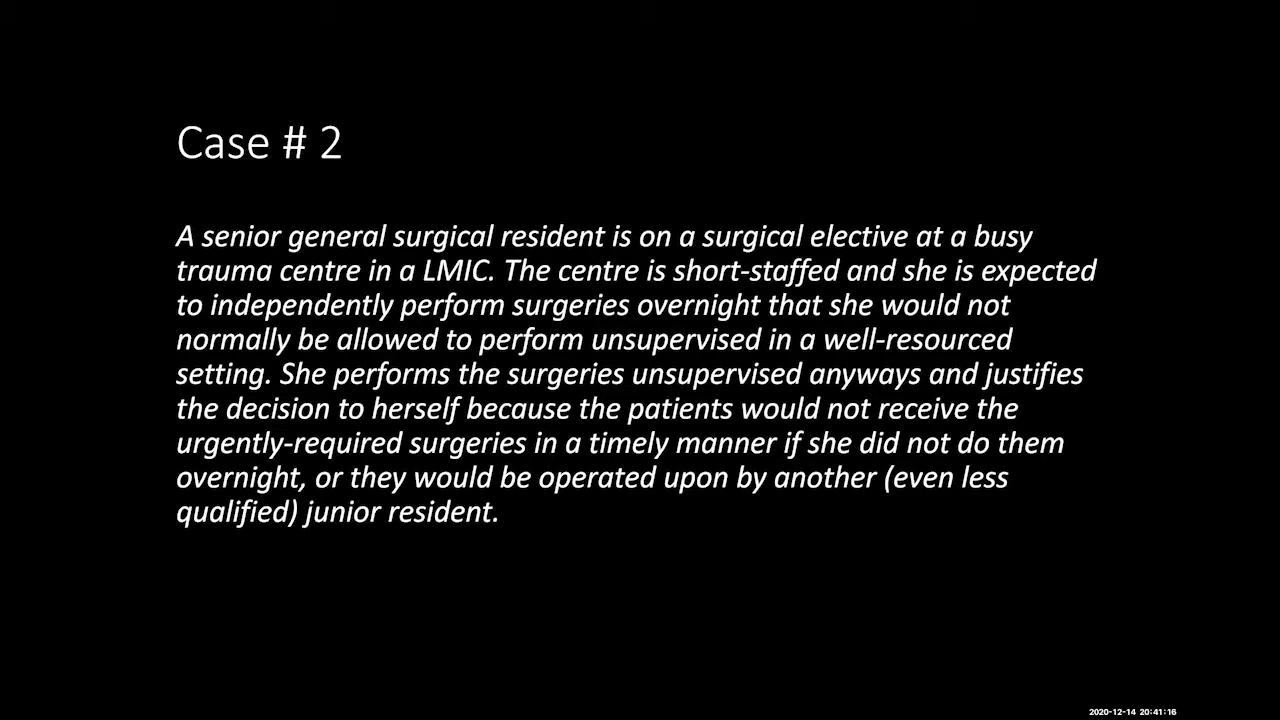 Case # 2
A senior general surgical resident is on a surgical elective at a busy
trauma centre in a LMIC. The centre is short-staffed and she is expected
to independently perform surgeries overnight that she would not
normally be allowed to perform unsupervised in a well-resourced
setting. She performs the surgeries unsupervised anyways and justifies
the decision to herself because the patients would not receive the
urgently-required surgeries in a timely manner if she did not do them
overnight, or they would be operated upon by another (even less
qualified) junior resident.
2020-12-14 20:41:16